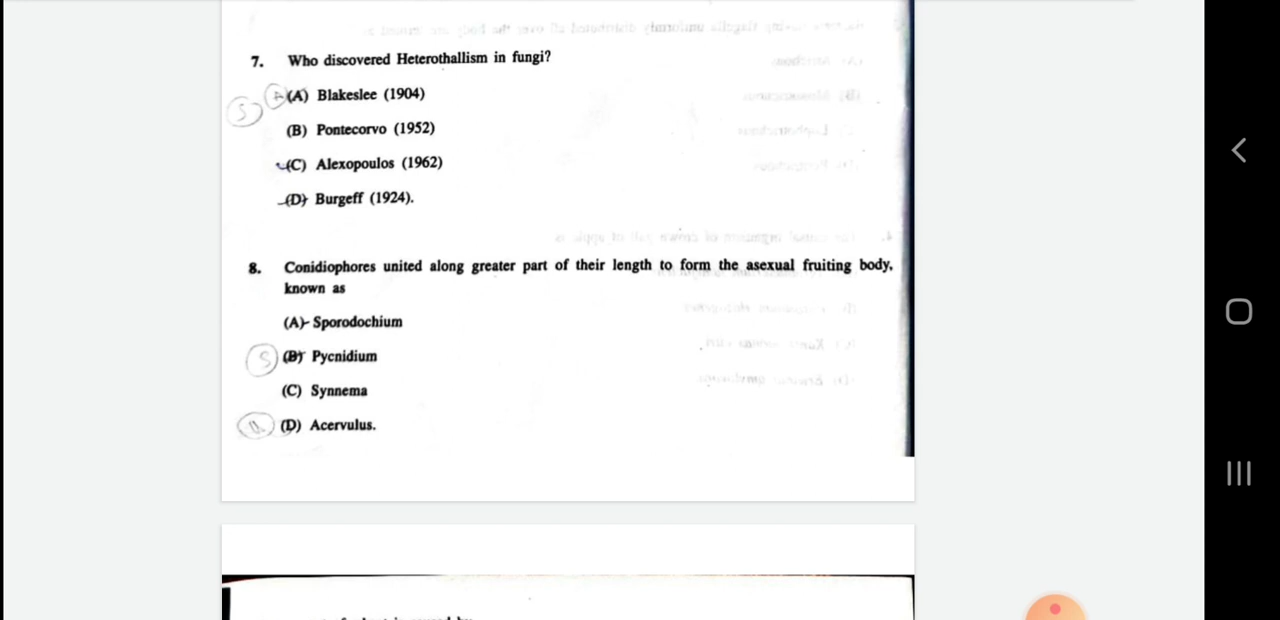 7. Who discovered Heterothallism in fungi?
(A) Blakeslee (1904)
(B) Pontecorvo (1952)
(C) Alexopoulos (1962)
(D) Burgeff (1924).
8. Conidiophores united along greater part of their length to form the asexual fruiting body,
known as
(A) Sporodochium
S (B) Pycnidium
(C) Synnema
(D) Acervulus.